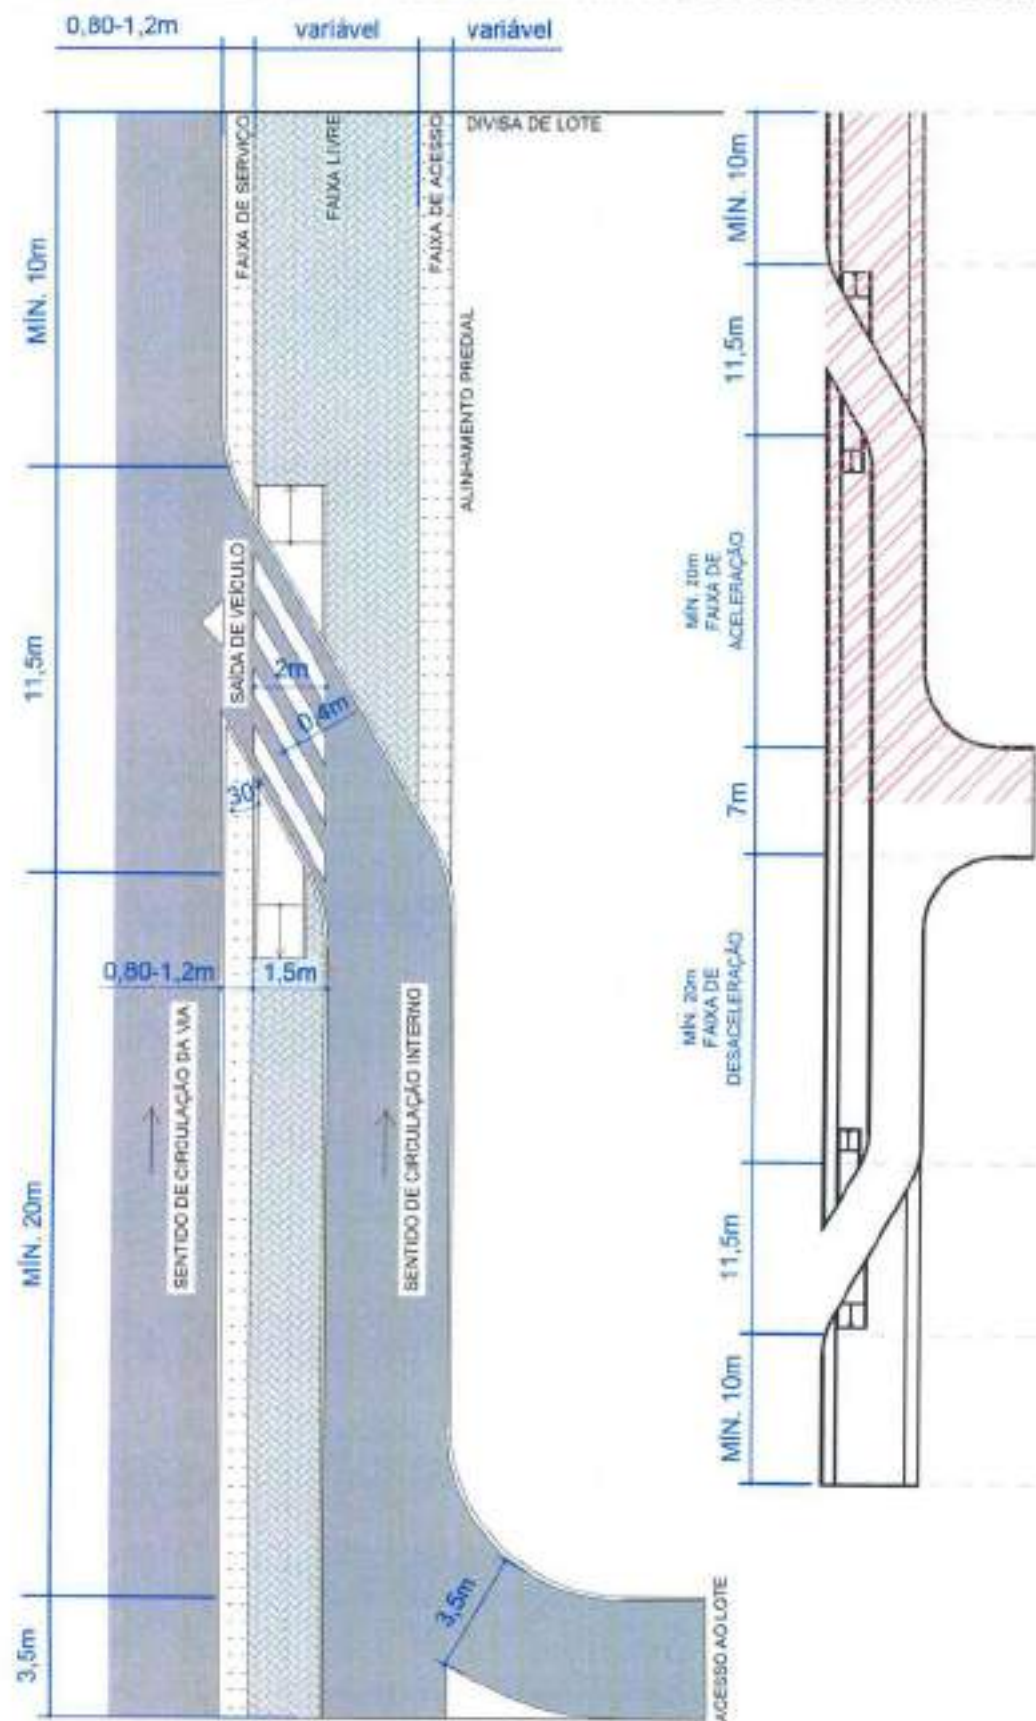 0,80-1,2m
variável
variável
DIVISA DE LOTE
FAIXA DE SERVIÇO
FAIXA LIVRE
FAIXA DE ACESSO
ALINHAMENTO PREDIAL
MÍN. 10m
11,5m
MÍN. 20m
3,5m
SAÍDA DE VEÍCULO
2m
0,4m
30°
0,80-1,2m
1,5m
SENTIDO DE CIRCULAÇÃO DA VIA
SENTIDO DE CIRCULAÇÃO INTERNO
3,5m
ACESSO AO LOTE
MÍN. 10m
11,5m
MÍN. 20m
FAIXA DE
ACELERAÇÃO
7m
MÍN. 20m
FAIXA DE
DESACELERAÇÃO
11,5m
MÍN. 10m